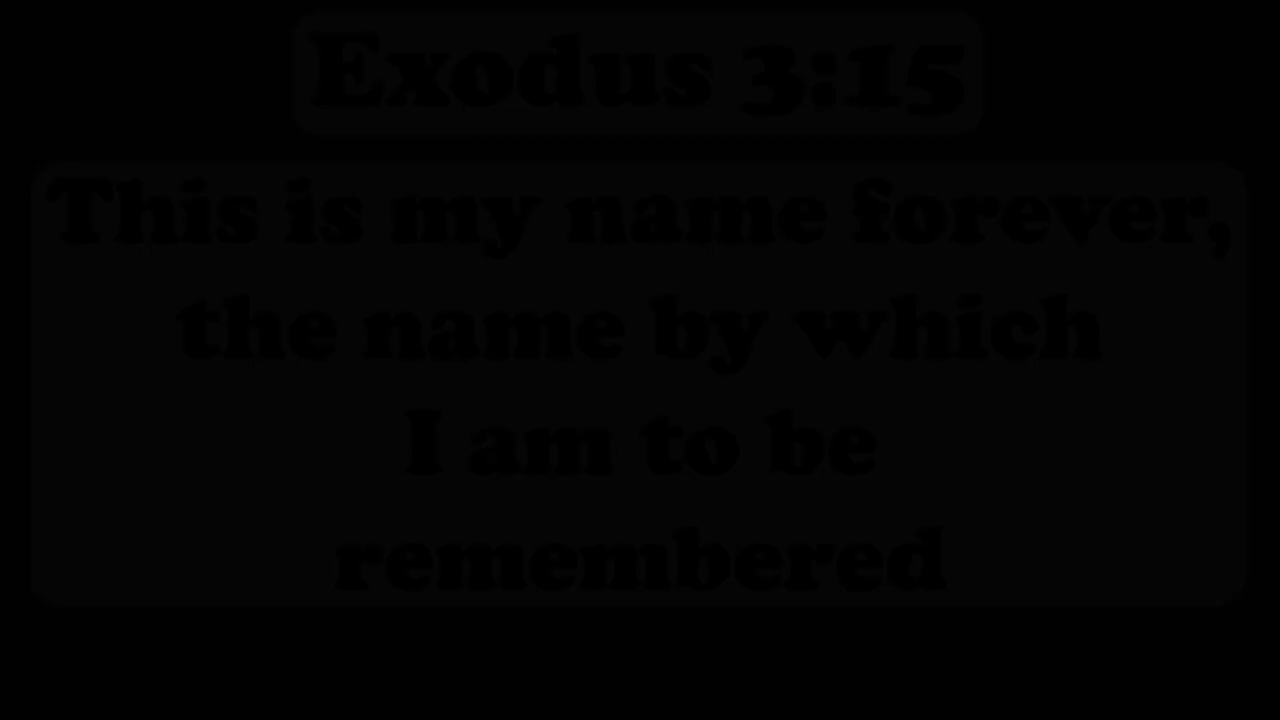 Exodus 3:15
This is my name forever,
the name by which
I am to be
remembered